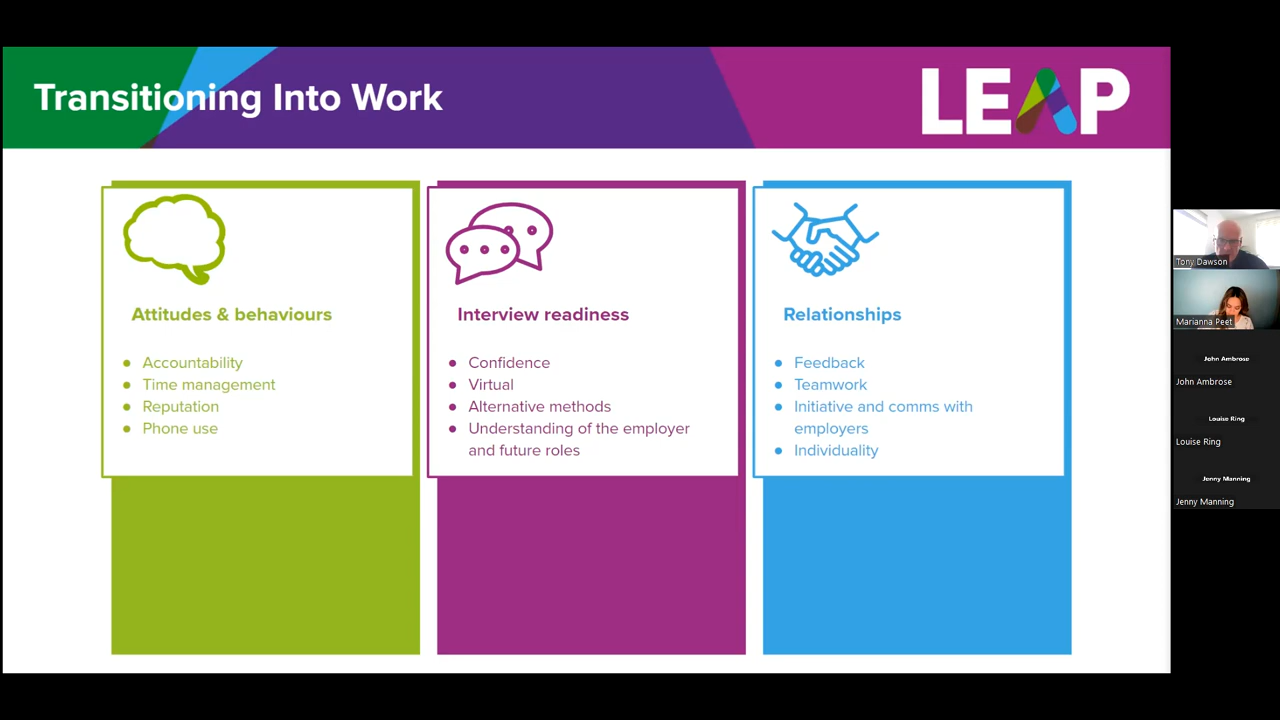 Transitioning Into Work
LEAP
Attitudes & behaviours
Accountability
Time management
Reputation
Phone use
Interview readiness
Confidence
Virtual
Alternative methods
Understanding of the employer
and future roles
Relationships
Feedback
Teamwork
Initiative and comms with
employers
Individuality
Tony Dawson
Marianna Peet
John Ambrose
John Ambrose
Louise Ring
Louise Ring
Jenny Manning
Jenny Manning